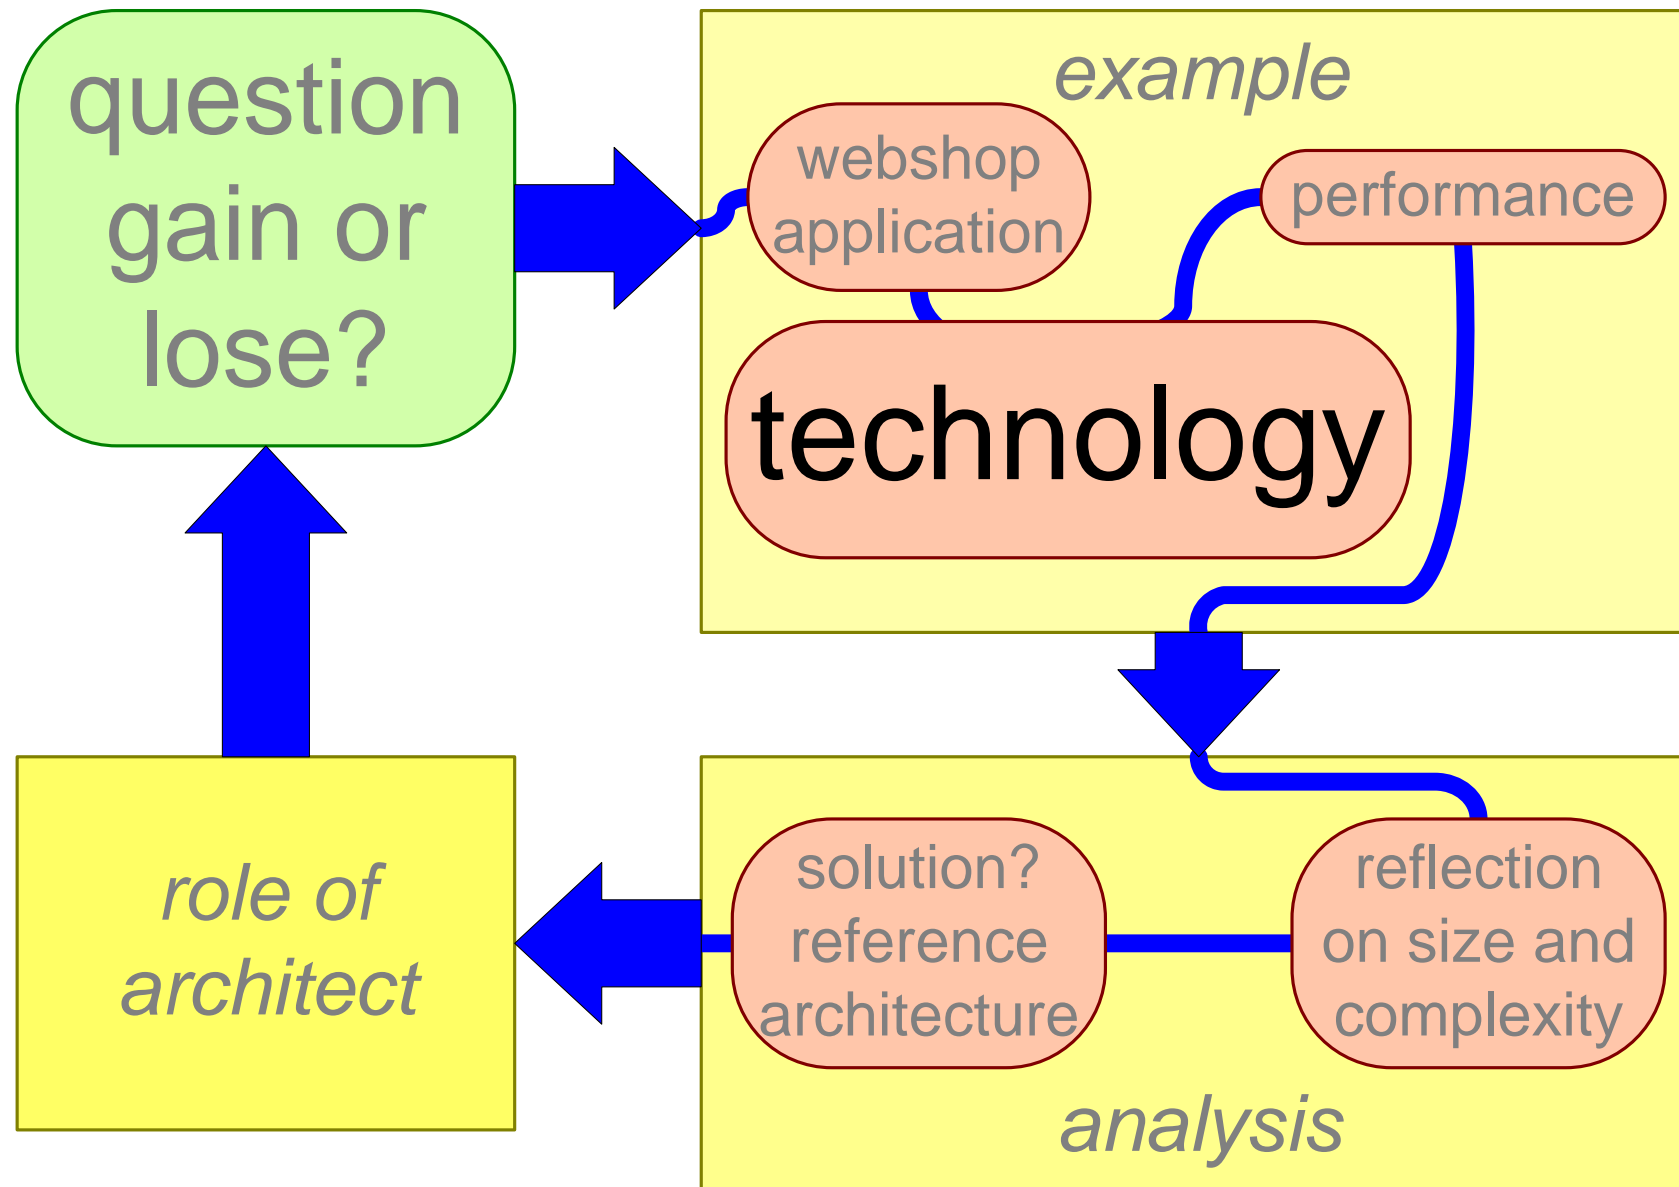 question
gain or
lose?
example
webshop
application
performance
technology
role of
architect
solution?
reference
architecture
reflection
on size and
complexity
analysis